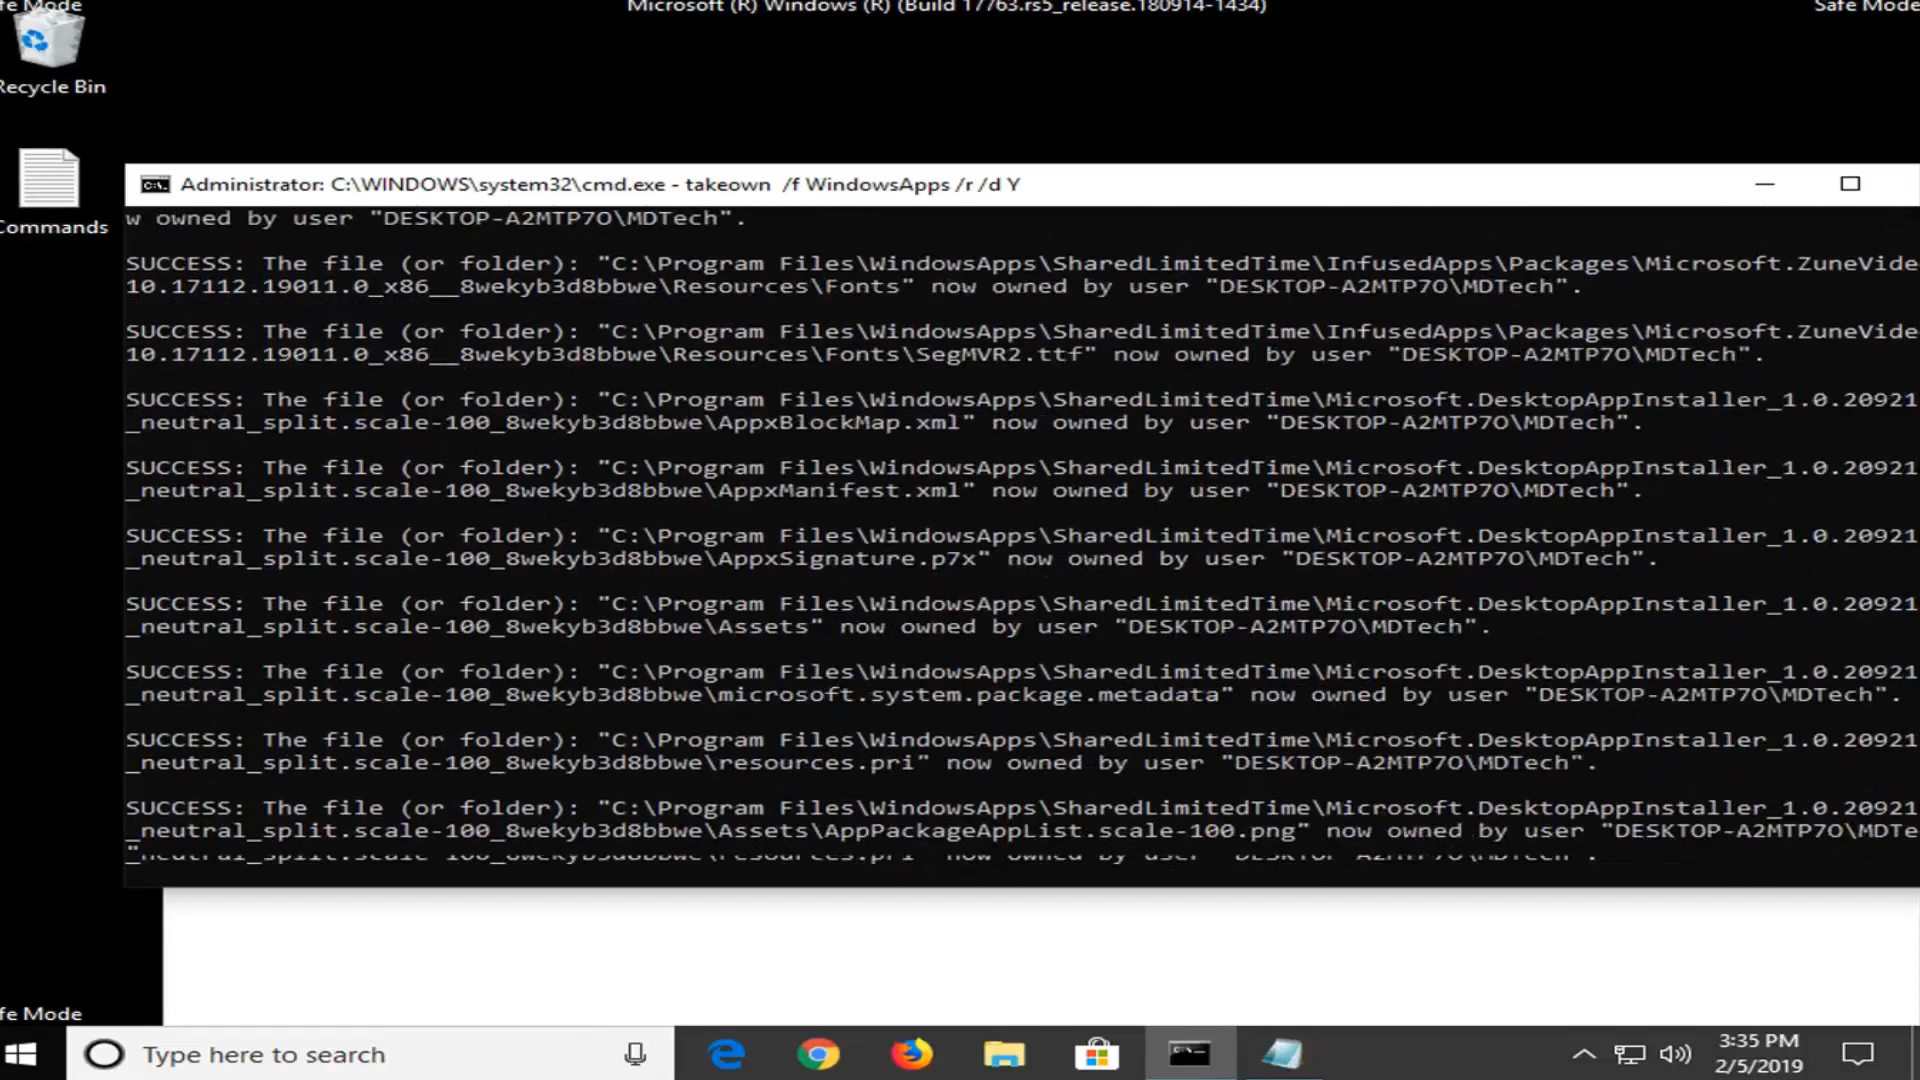 fe Mode
Microsoft (R) Windows (R) (Build 17763.rs5_release.180914-1434)
Safe Mode
Recycle Bin
Commands
Administrator: C:\WINDOWS\system32\cmd.exe - takeown  /f WindowsApps /r /d Y
w owned by user "DESKTOP-A2MTP7O\MDTech".
SUCCESS: The file (or folder): "C:\Program Files\WindowsApps\SharedLimitedTime\InfusedApps\Packages\Microsoft.ZuneVide
10.17112.19011.0_x86__8wekyb3d8bbwe\Resources\Fonts" now owned by user "DESKTOP-A2MTP7O\MDTech".
SUCCESS: The file (or folder): "C:\Program Files\WindowsApps\SharedLimitedTime\InfusedApps\Packages\Microsoft.ZuneVide
10.17112.19011.0_x86__8wekyb3d8bbwe\Resources\Fonts\SegMVR2.ttf" now owned by user "DESKTOP-A2MTP7O\MDTech".
SUCCESS: The file (or folder): "C:\Program Files\WindowsApps\SharedLimitedTime\Microsoft.DesktopAppInstaller_1.0.20921
_neutral_split.scale-100_8wekyb3d8bbwe\AppxBlockMap.xml" now owned by user "DESKTOP-A2MTP7O\MDTech".
SUCCESS: The file (or folder): "C:\Program Files\WindowsApps\SharedLimitedTime\Microsoft.DesktopAppInstaller_1.0.20921
_neutral_split.scale-100_8wekyb3d8bbwe\AppxManifest.xml" now owned by user "DESKTOP-A2MTP7O\MDTech".
SUCCESS: The file (or folder): "C:\Program Files\WindowsApps\SharedLimitedTime\Microsoft.DesktopAppInstaller_1.0.20921
_neutral_split.scale-100_8wekyb3d8bbwe\AppxSignature.p7x" now owned by user "DESKTOP-A2MTP7O\MDTech".
SUCCESS: The file (or folder): "C:\Program Files\WindowsApps\SharedLimitedTime\Microsoft.DesktopAppInstaller_1.0.20921
_neutral_split.scale-100_8wekyb3d8bbwe\Assets" now owned by user "DESKTOP-A2MTP7O\MDTech".
SUCCESS: The file (or folder): "C:\Program Files\WindowsApps\SharedLimitedTime\Microsoft.DesktopAppInstaller_1.0.20921
_neutral_split.scale-100_8wekyb3d8bbwe\microsoft.system.package.metadata" now owned by user "DESKTOP-A2MTP7O\MDTech".
SUCCESS: The file (or folder): "C:\Program Files\WindowsApps\SharedLimitedTime\Microsoft.DesktopAppInstaller_1.0.20921
_neutral_split.scale-100_8wekyb3d8bbwe\resources.pri" now owned by user "DESKTOP-A2MTP7O\MDTech".
SUCCESS: The file (or folder): "C:\Program Files\WindowsApps\SharedLimitedTime\Microsoft.DesktopAppInstaller_1.0.20921
_neutral_split.scale-100_8wekyb3d8bbwe\Assets\AppPackageAppList.scale-100.png" now owned by user "DESKTOP-A2MTP7O\MDTe
fe Mode
Type here to search
3:35 PM
2/5/2019